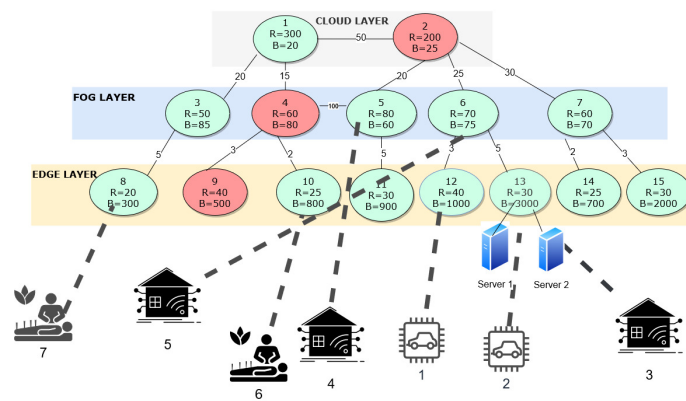 CLOUD LAYER
1
R=300
B=20
50
2
R=200
B=25
20
15
20
25
30
FOG LAYER
3
R=50
B=85
4
R=60
B=80
100
5
R=80
B=60
6
R=70
B=75
7
R=60
B=70
5
3
2
5
3
5
2
3
EDGE LAYER
8
R=20
B=300
9
R=40
B=500
10
R=25
B=800
11
R=30
B=900
12
R=40
B=1000
13
R=30
B=3000
14
R=25
B=700
15
R=30
B=2000
Server 1
Server 2
7
5
6
4
1
2
3